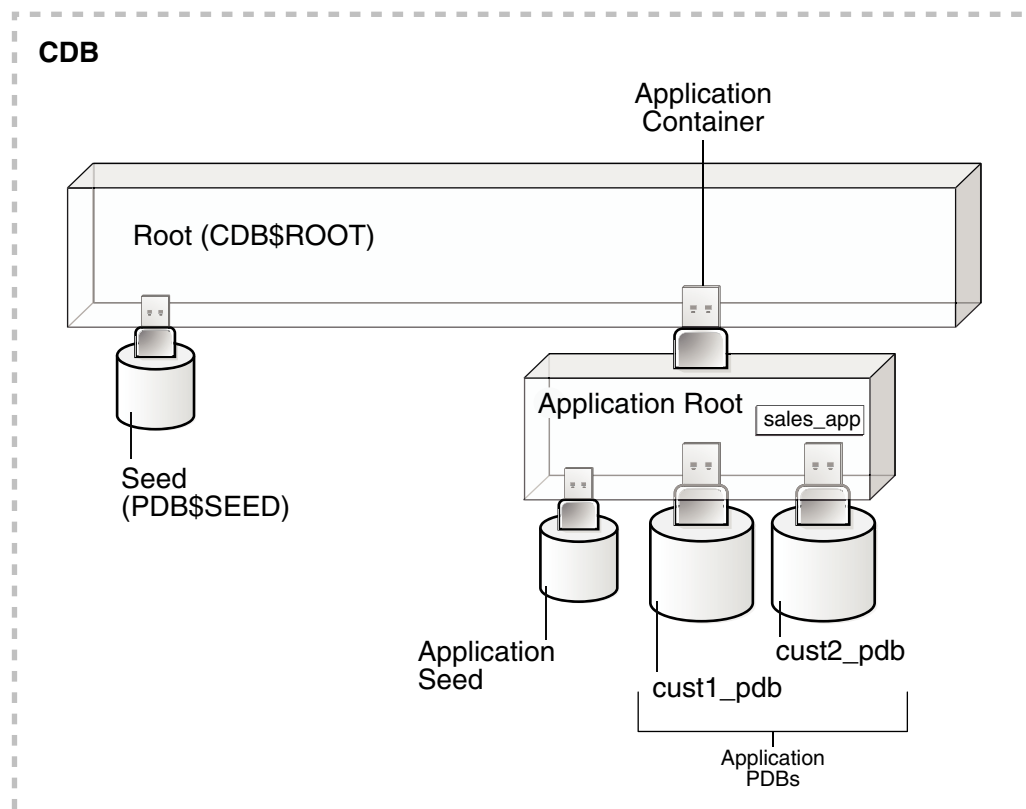 CDB
Application
Container
Root (CDB$ROOT)
Application Root
sales_app
Seed
(PDB$SEED)
Application
Seed
cust1_pdb
cust2_pdb
Application
PDBs